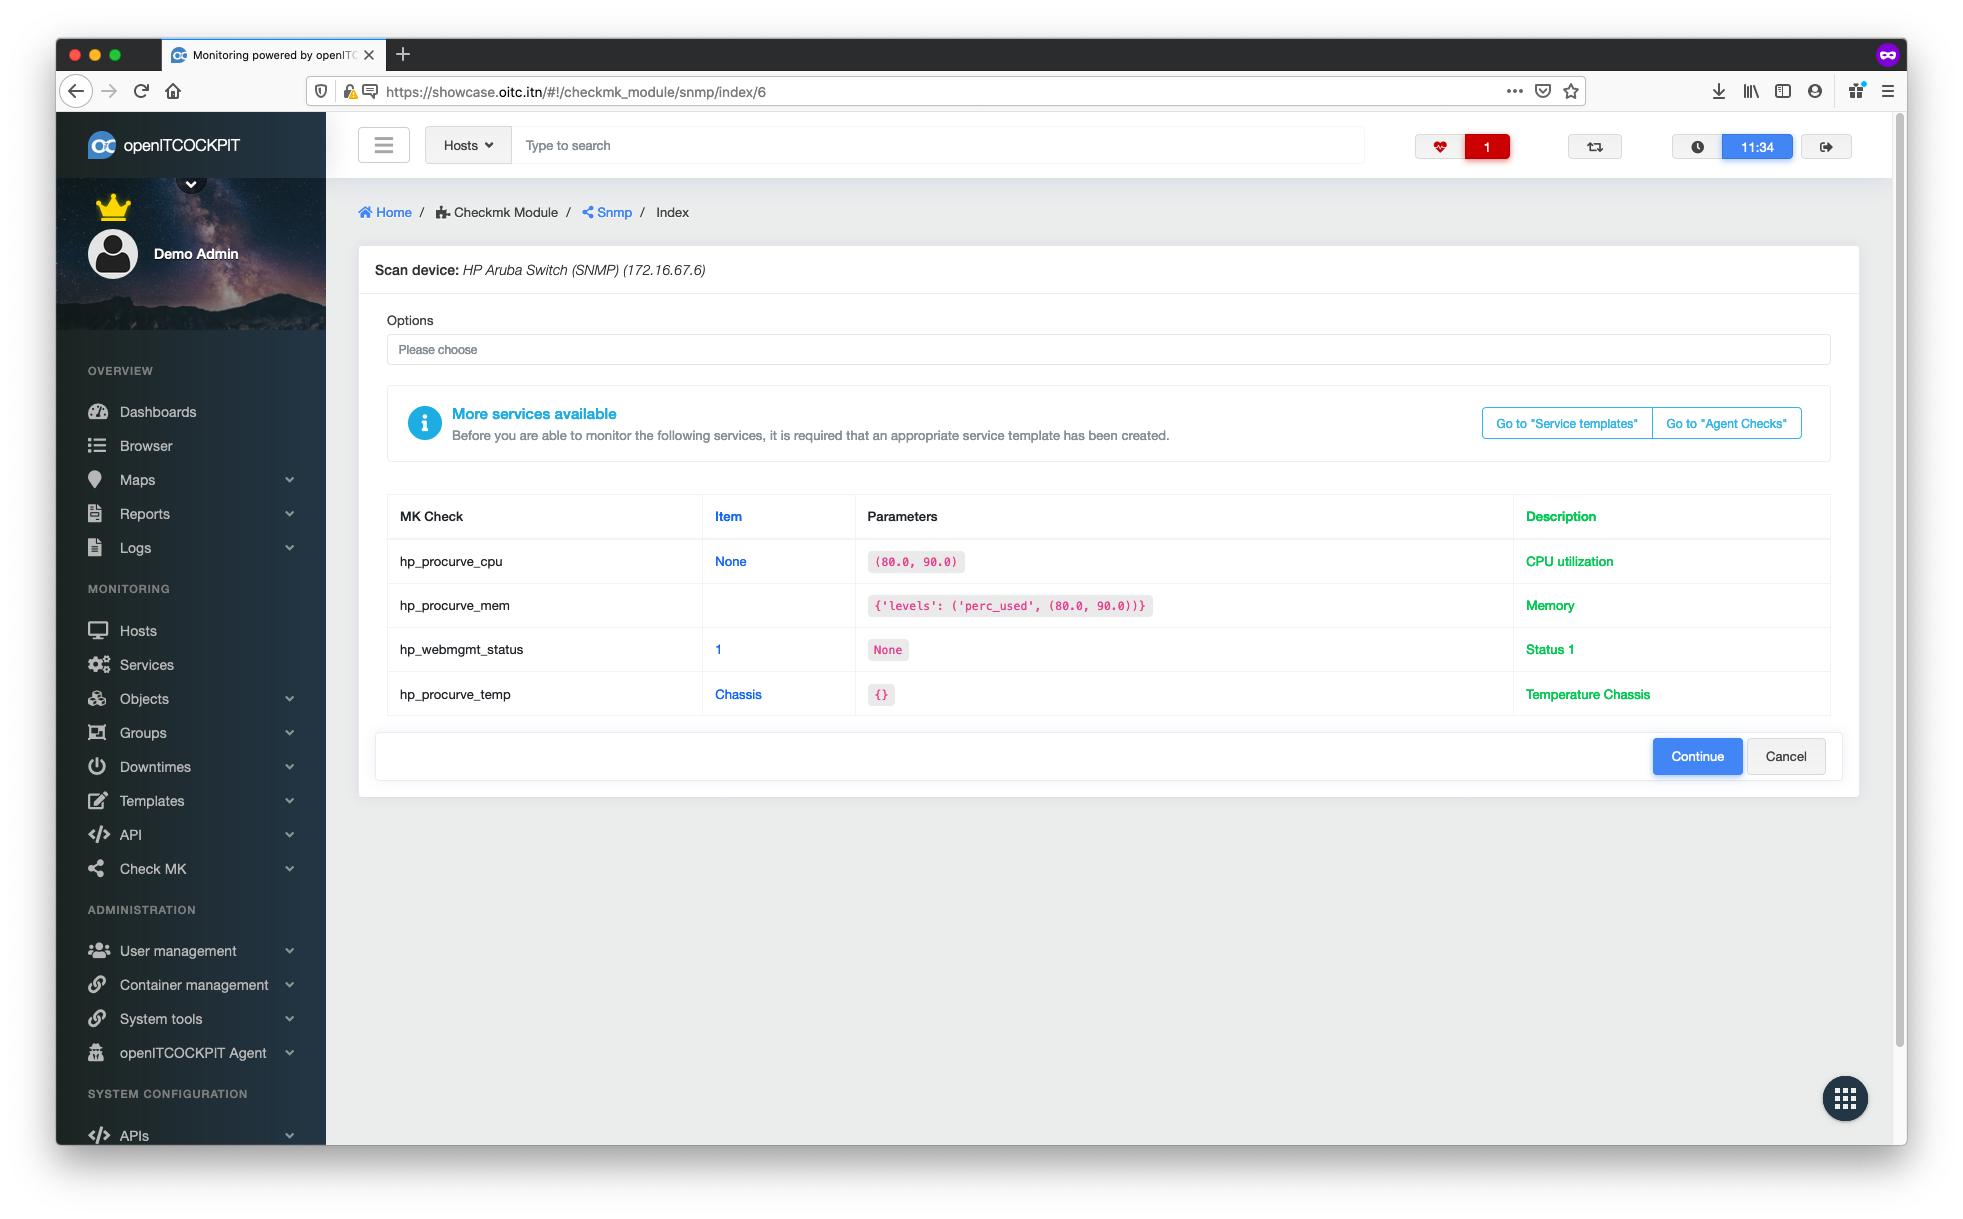 Monitoring powered by openITC
https://showcase.oitc.itn/#!/checkmk_module/snmp/index/6
openITCOCKPIT
Hosts
Type to search
1
11:34
Demo Admin
Home / Checkmk Module / Snmp / Index
Scan device: HP Aruba Switch (SNMP) (172.16.67.6)
Options
Please choose
More services available
Before you are able to monitor the following services, it is required that an appropriate service template has been created.
Go to "Service templates"
Go to "Agent Checks"
MK Check Item Parameters Description
hp_procurve_cpu None (80.0, 90.0) CPU utilization
hp_procurve_mem {'levels': ('perc_used', (80.0, 90.0))} Memory
hp_webmgmt_status 1 None Status 1
hp_procurve_temp Chassis {} Temperature Chassis
Continue
Cancel
OVERVIEW
Dashboards
Browser
Maps
Reports
Logs
MONITORING
Hosts
Services
Objects
Groups
Downtimes
Templates
API
Check MK
ADMINISTRATION
User management
Container management
System tools
openITCOCKPIT Agent
SYSTEM CONFIGURATION
APIs